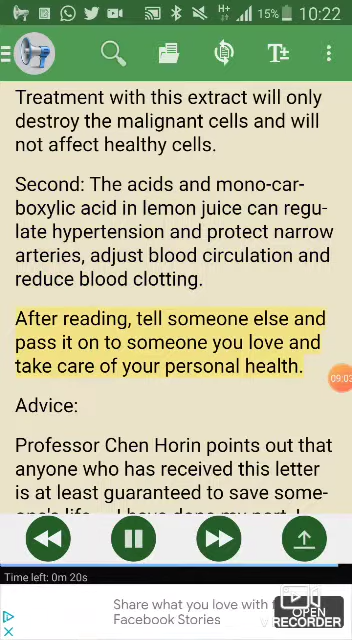 H+ 15% 10:22
T±
Treatment with this extract will only
destroy the malignant cells and will
not affect healthy cells.
Second: The acids and mono-car-
boxylic acid in lemon juice can regu-
late hypertension and protect narrow
arteries, adjust blood circulation and
reduce blood clotting.
After reading, tell someone else and
pass it on to someone you love and
take care of your personal health.
09:03
Advice:
Professor Chen Horin points out that
anyone who has received this letter
is at least guaranteed to save some-
Time left: 0m 20s
Share what you love with
Facebook Stories
OPEN